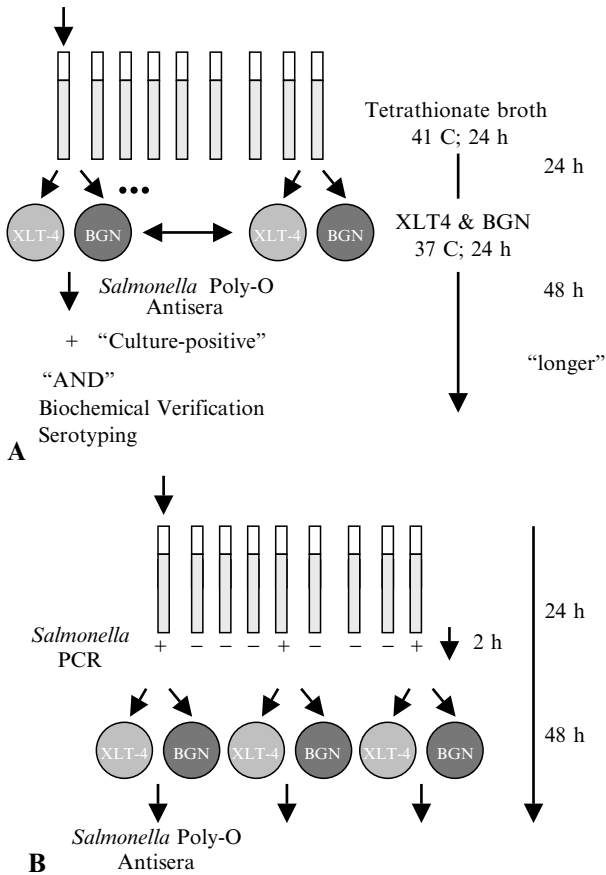 Tetrathionate broth
41 C; 24 h
24 h
•••
XLT-4 BGN XLT-4 BGN
XLT4 & BGN
37 C; 24 h
Salmonella Poly-O
Antisera
48 h
+ “Culture-positive”
“longer”
“AND”
Biochemical Verification
Serotyping
A
24 h
Salmonella
PCR
+ − − − + − − − +
2 h
XLT-4 BGN XLT-4 BGN XLT-4 BGN
48 h
Salmonella Poly-O
Antisera
B